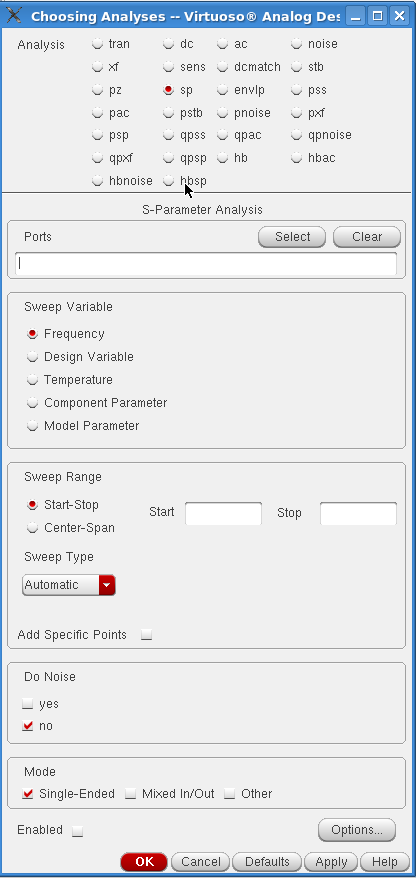 Choosing Analyses -- Virtuoso® Analog Des
Analysis tran dc ac noise
xf sens dcmatch stb
pz sp envlp pss
pac pstb pnoise pxf
psp qpss qpac qpnoise
qpxf qpsp hb hbac
hbnoise hbsp
S-Parameter Analysis
Ports Select Clear
Sweep Variable
Frequency
Design Variable
Temperature
Component Parameter
Model Parameter
Sweep Range
Start-Stop Start Stop
Center-Span
Sweep Type
Automatic
Add Specific Points
Do Noise
yes
no
Mode
Single-Ended Mixed In/Out Other
Enabled Options...
OK Cancel Defaults Apply Help